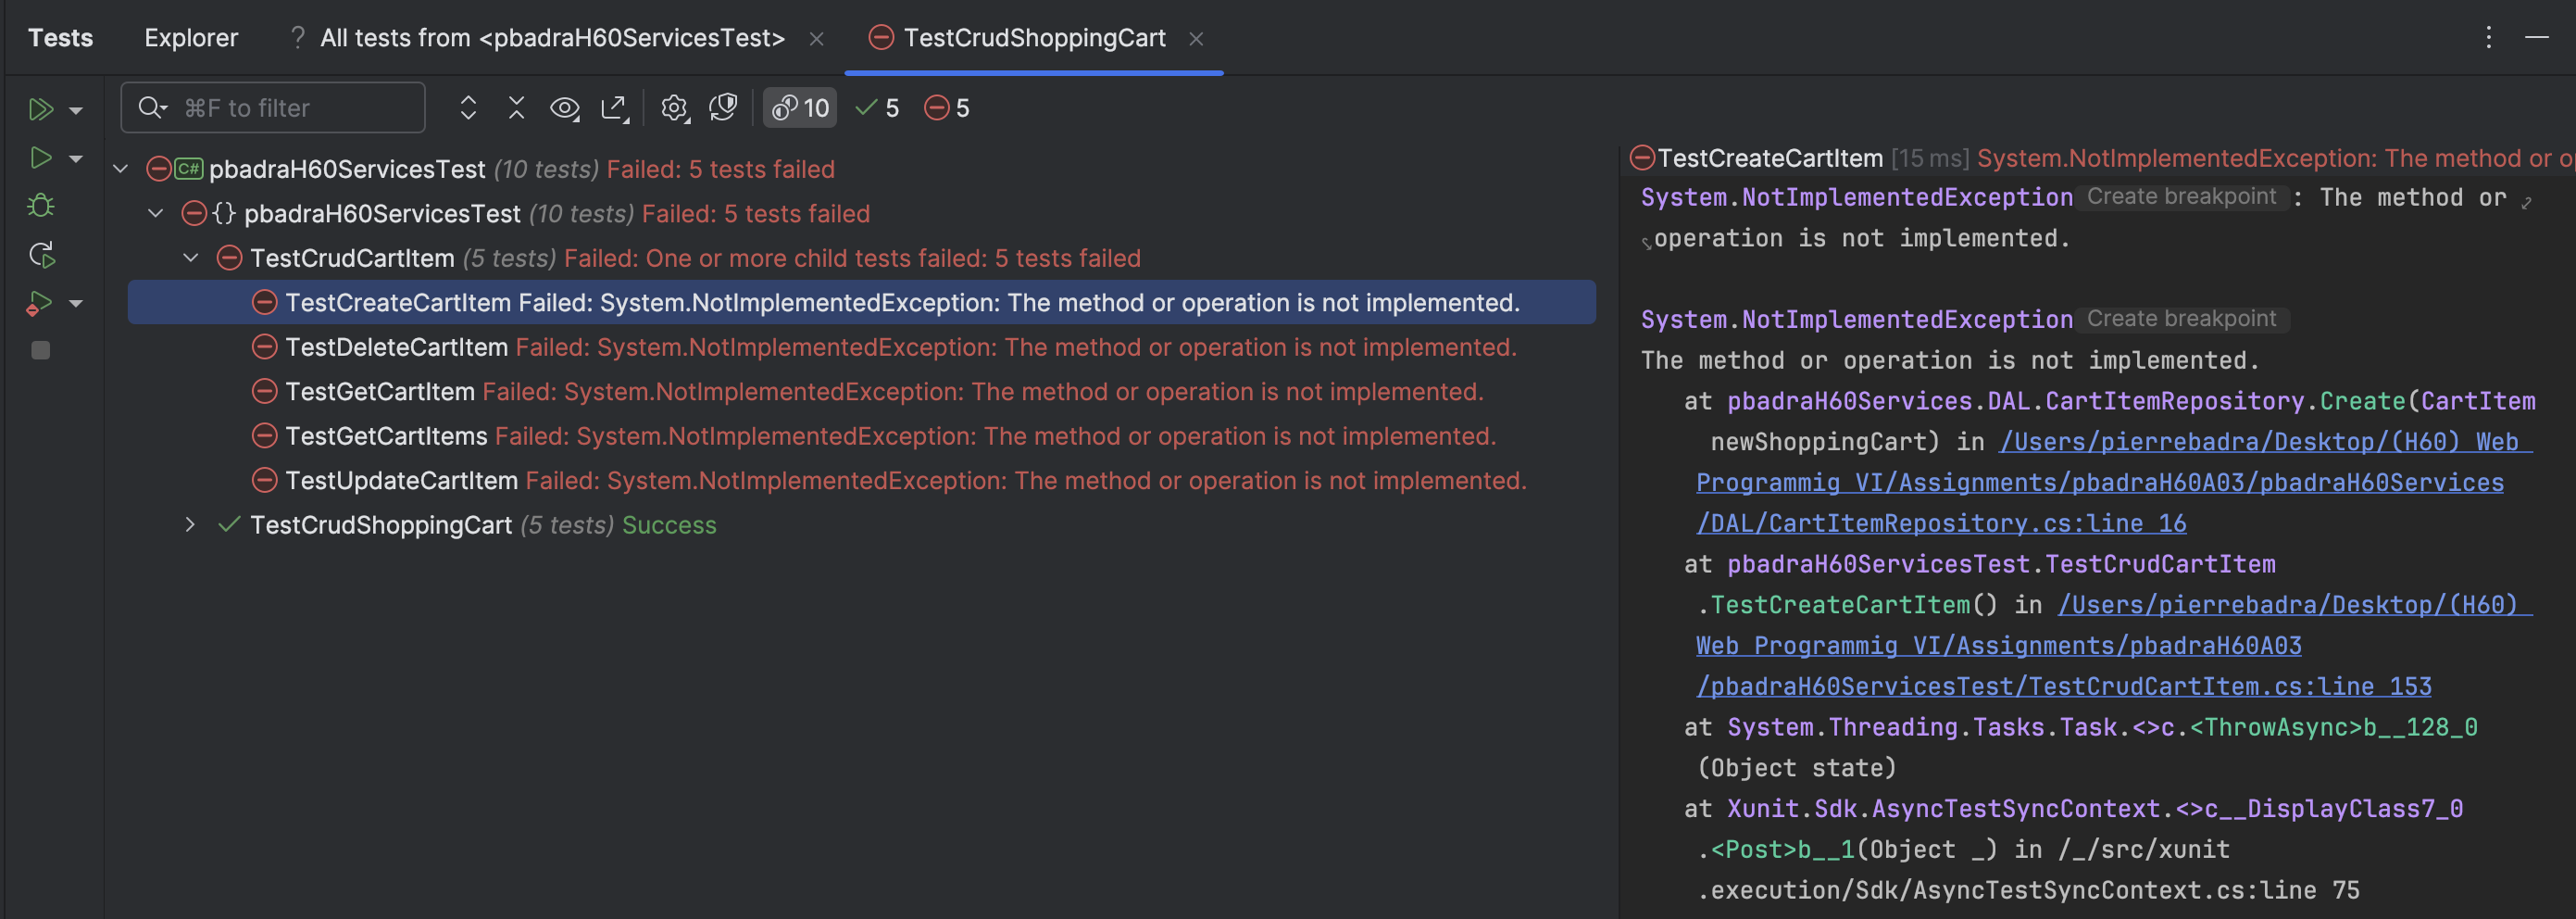 Tests Explorer ? All tests from <pbadraH60ServicesTest> × TestCrudShoppingCart ×
⌘F to filter 10 5 5
C# pbadraH60ServicesTest (10 tests) Failed: 5 tests failed
{} pbadraH60ServicesTest (10 tests) Failed: 5 tests failed
TestCrudCartItem (5 tests) Failed: One or more child tests failed: 5 tests failed
TestCreateCartItem Failed: System.NotImplementedException: The method or operation is not implemented.
TestDeleteCartItem Failed: System.NotImplementedException: The method or operation is not implemented.
TestGetCartItem Failed: System.NotImplementedException: The method or operation is not implemented.
TestGetCartItems Failed: System.NotImplementedException: The method or operation is not implemented.
TestUpdateCartItem Failed: System.NotImplementedException: The method or operation is not implemented.
TestCrudShoppingCart (5 tests) Success
TestCreateCartItem [15 ms] System.NotImplementedException: The method or o
System.NotImplementedException Create breakpoint : The method or
operation is not implemented.
System.NotImplementedException Create breakpoint
The method or operation is not implemented.
at pbadraH60Services.DAL.CartItemRepository.Create(CartItem
newShoppingCart) in /Users/pierrebadra/Desktop/(H60) Web
Programmig VI/Assignments/pbadraH60A03/pbadraH60Services
/DAL/CartItemRepository.cs:line 16
at pbadraH60ServicesTest.TestCrudCartItem
.TestCreateCartItem() in /Users/pierrebadra/Desktop/(H60)
Web Programmig VI/Assignments/pbadraH60A03
/pbadraH60ServicesTest/TestCrudCartItem.cs:line 153
at System.Threading.Tasks.Task.<>c.<ThrowAsync>b__128_0
(Object state)
at Xunit.Sdk.AsyncTestSyncContext.<>c__DisplayClass7_0
.<Post>b__1(Object _) in /_/src/xunit
.execution/Sdk/AsyncTestSyncContext.cs:line 75